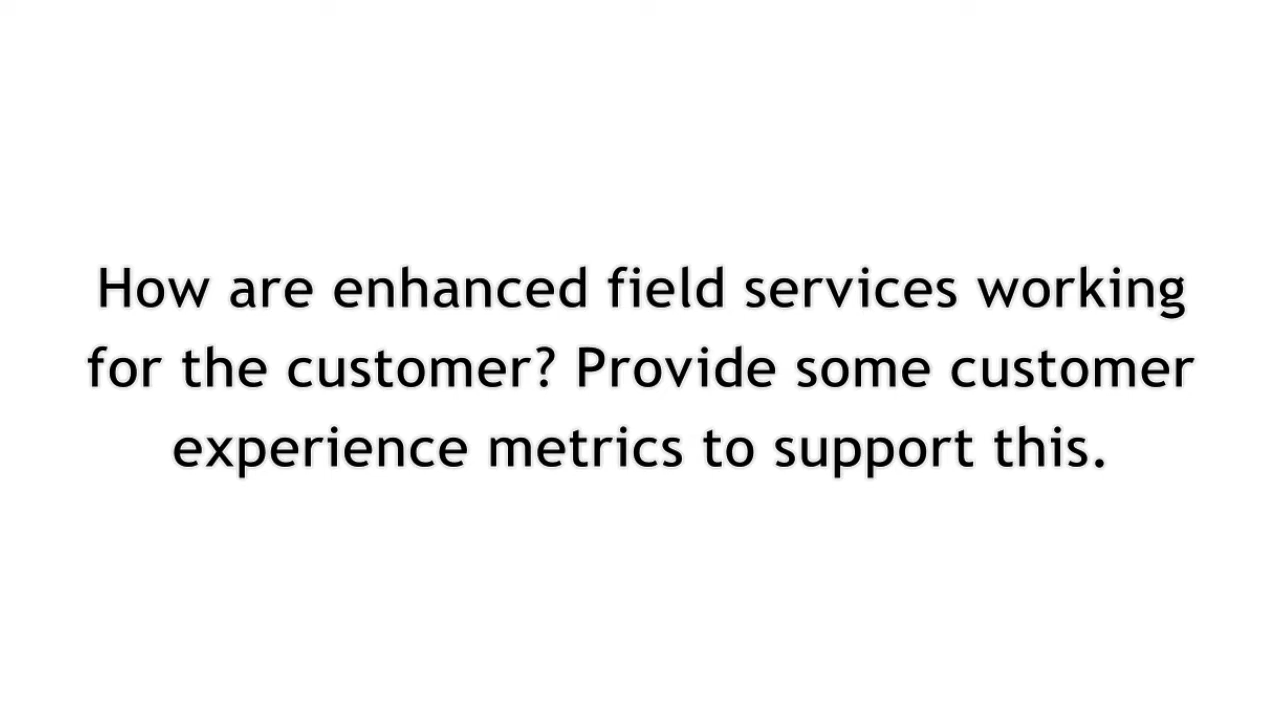 How are enhanced field services working
for the customer? Provide some customer
experience metrics to support this.